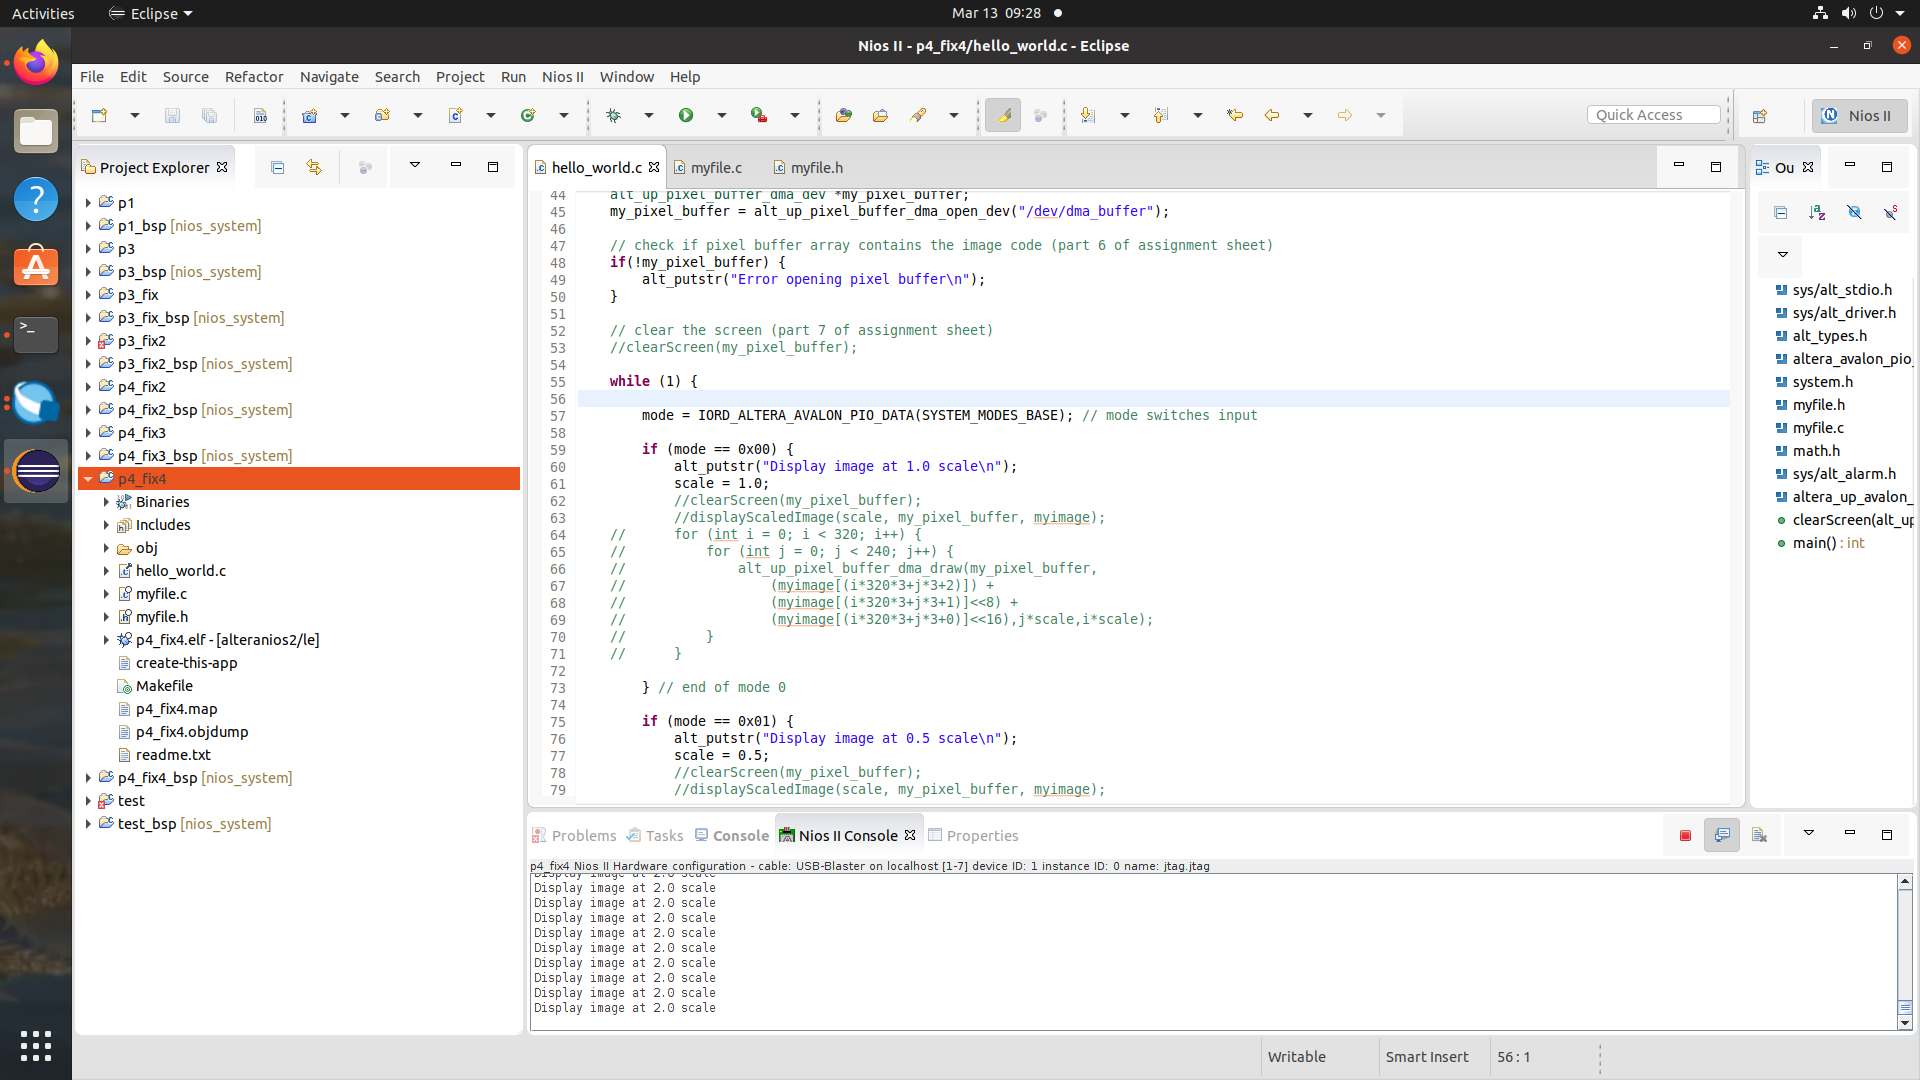 Activities
Eclipse
Mar 13 09:28
Nios II - p4_fix4/hello_world.c - Eclipse
File Edit Source Refactor Navigate Search Project Run Nios II Window Help
Quick Access
Nios II
Project Explorer
p1
p1_bsp [nios_system]
p3
p3_bsp [nios_system]
p3_fix
p3_fix_bsp [nios_system]
p3_fix2
p3_fix2_bsp [nios_system]
p4_fix2
p4_fix2_bsp [nios_system]
p4_fix3
p4_fix3_bsp [nios_system]
p4_fix4
Binaries
Includes
obj
hello_world.c
myfile.c
myfile.h
p4_fix4.elf - [alteranios2/le]
create-this-app
Makefile
p4_fix4.map
p4_fix4.objdump
readme.txt
p4_fix4_bsp [nios_system]
test
test_bsp [nios_system]
hello_world.c myfile.c myfile.h
44 alt_up_pixel_buffer_dma_dev *my_pixel_buffer;
45 my_pixel_buffer = alt_up_pixel_buffer_dma_open_dev("/dev/dma_buffer");
46
47 // check if pixel buffer array contains the image code (part 6 of assignment sheet)
48 if(!my_pixel_buffer) {
49 alt_putstr("Error opening pixel buffer\n");
50 }
51
52 // clear the screen (part 7 of assignment sheet)
53 //clearScreen(my_pixel_buffer);
54
55 while (1) {
56
57 mode = IORD_ALTERA_AVALON_PIO_DATA(SYSTEM_MODES_BASE); // mode switches input
58
59 if (mode == 0x00) {
60 alt_putstr("Display image at 1.0 scale\n");
61 scale = 1.0;
62 //clearScreen(my_pixel_buffer);
63 //displayScaledImage(scale, my_pixel_buffer, myimage);
64 // for (int i = 0; i < 320; i++) {
65 // for (int j = 0; j < 240; j++) {
66 // alt_up_pixel_buffer_dma_draw(my_pixel_buffer,
67 // (myimage[(i*320*3+j*3+2)]) +
68 // (myimage[(i*320*3+j*3+1)]<<8) +
69 // (myimage[(i*320*3+j*3+0)]<<16),j*scale,i*scale);
70 // }
71 // }
72
73 } // end of mode 0
74
75 if (mode == 0x01) {
76 alt_putstr("Display image at 0.5 scale\n");
77 scale = 0.5;
78 //clearScreen(my_pixel_buffer);
79 //displayScaledImage(scale, my_pixel_buffer, myimage);
Ou
sys/alt_stdio.h
sys/alt_driver.h
alt_types.h
altera_avalon_pio_
system.h
myfile.h
myfile.c
math.h
sys/alt_alarm.h
altera_up_avalon_
clearScreen(alt_up
main() : int
Problems Tasks Console Nios II Console Properties
p4_fix4 Nios II Hardware configuration - cable: USB-Blaster on localhost [1-7] device ID: 1 instance ID: 0 name: jtag.jtag
Display image at 2.0 scale
Display image at 2.0 scale
Display image at 2.0 scale
Display image at 2.0 scale
Display image at 2.0 scale
Display image at 2.0 scale
Display image at 2.0 scale
Display image at 2.0 scale
Display image at 2.0 scale
Display image at 2.0 scale
Writable
Smart Insert
56 : 1